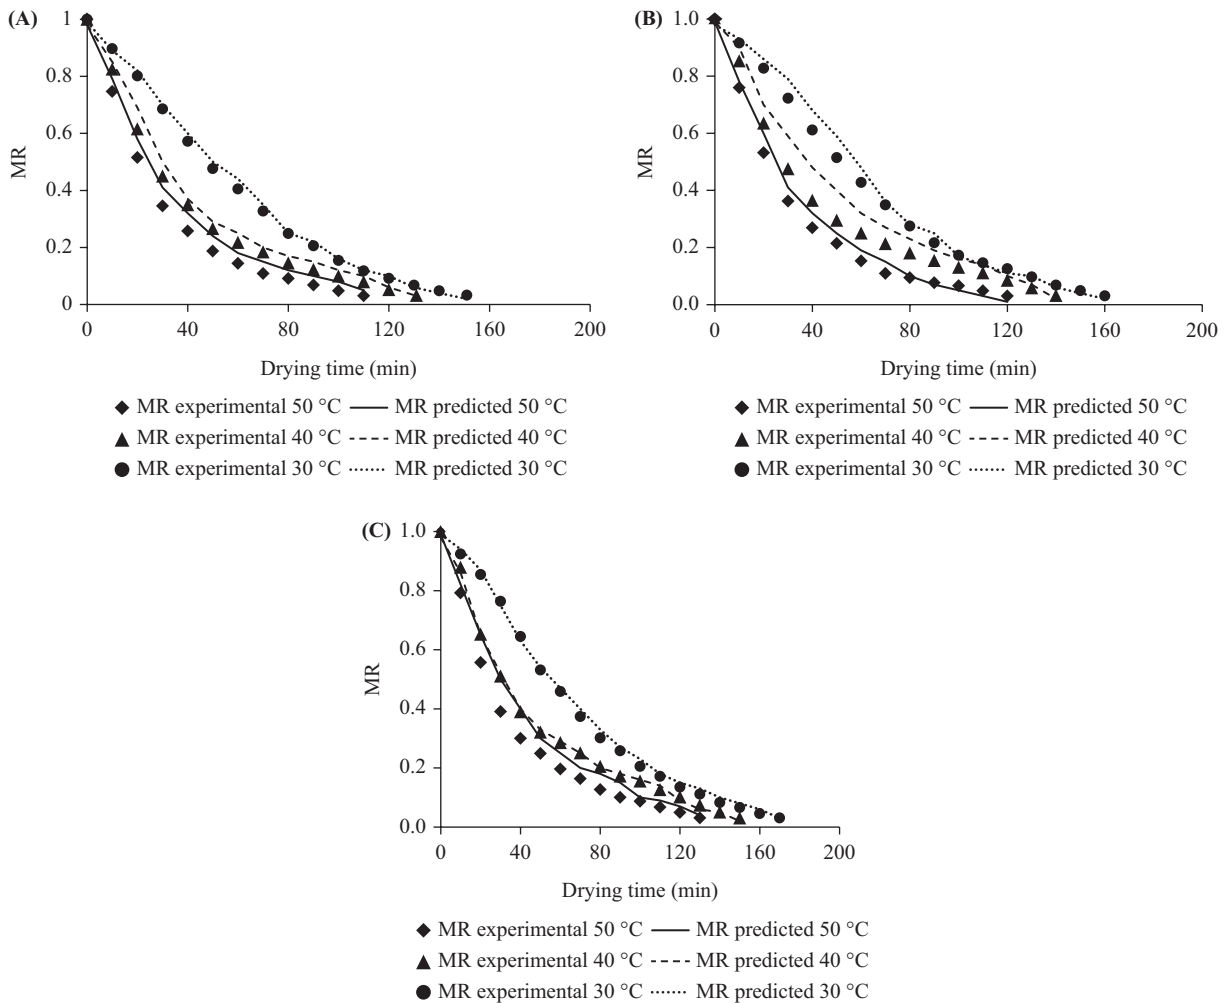 (A)
1
0.8
0.6
0.4
0.2
0
MR
0 40 80 120 160 200
Drying time (min)
MR experimental 50 °C MR predicted 50 °C
MR experimental 40 °C MR predicted 40 °C
MR experimental 30 °C MR predicted 30 °C
(B)
1.0
0.8
0.6
0.4
0.2
0.0
MR
0 40 80 120 160 200
Drying time (min)
MR experimental 50 °C MR predicted 50 °C
MR experimental 40 °C MR predicted 40 °C
MR experimental 30 °C MR predicted 30 °C
(C)
1.0
0.8
0.6
0.4
0.2
0.0
MR
0 40 80 120 160 200
Drying time (min)
MR experimental 50 °C MR predicted 50 °C
MR experimental 40 °C MR predicted 40 °C
MR experimental 30 °C MR predicted 30 °C